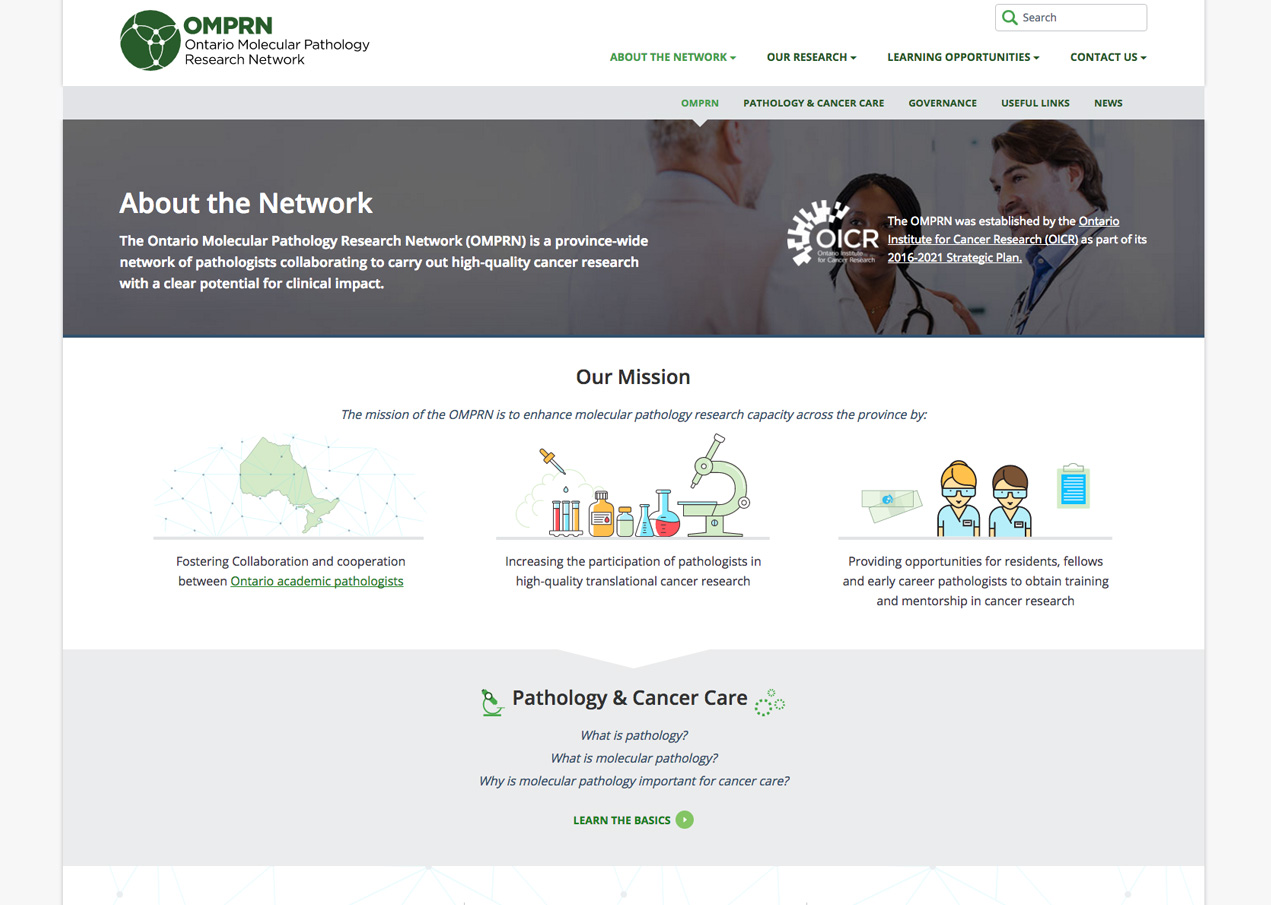 OMPRN
Ontario Molecular Pathology
Research Network
Search
ABOUT THE NETWORK
OUR RESEARCH
LEARNING OPPORTUNITIES
CONTACT US
OMPRN
PATHOLOGY & CANCER CARE
GOVERNANCE
USEFUL LINKS
NEWS
About the Network
The Ontario Molecular Pathology Research Network (OMPRN) is a province-wide
network of pathologists collaborating to carry out high-quality cancer research
with a clear potential for clinical impact.
OICR
Ontario Institute
for Cancer Research
The OMPRN was established by the Ontario
Institute for Cancer Research (OICR) as part of its
2016-2021 Strategic Plan.
Our Mission
The mission of the OMPRN is to enhance molecular pathology research capacity across the province by:
Fostering Collaboration and cooperation
between Ontario academic pathologists
Increasing the participation of pathologists in
high-quality translational cancer research
Providing opportunities for residents, fellows
and early career pathologists to obtain training
and mentorship in cancer research
Pathology & Cancer Care
What is pathology?
What is molecular pathology?
Why is molecular pathology important for cancer care?
LEARN THE BASICS